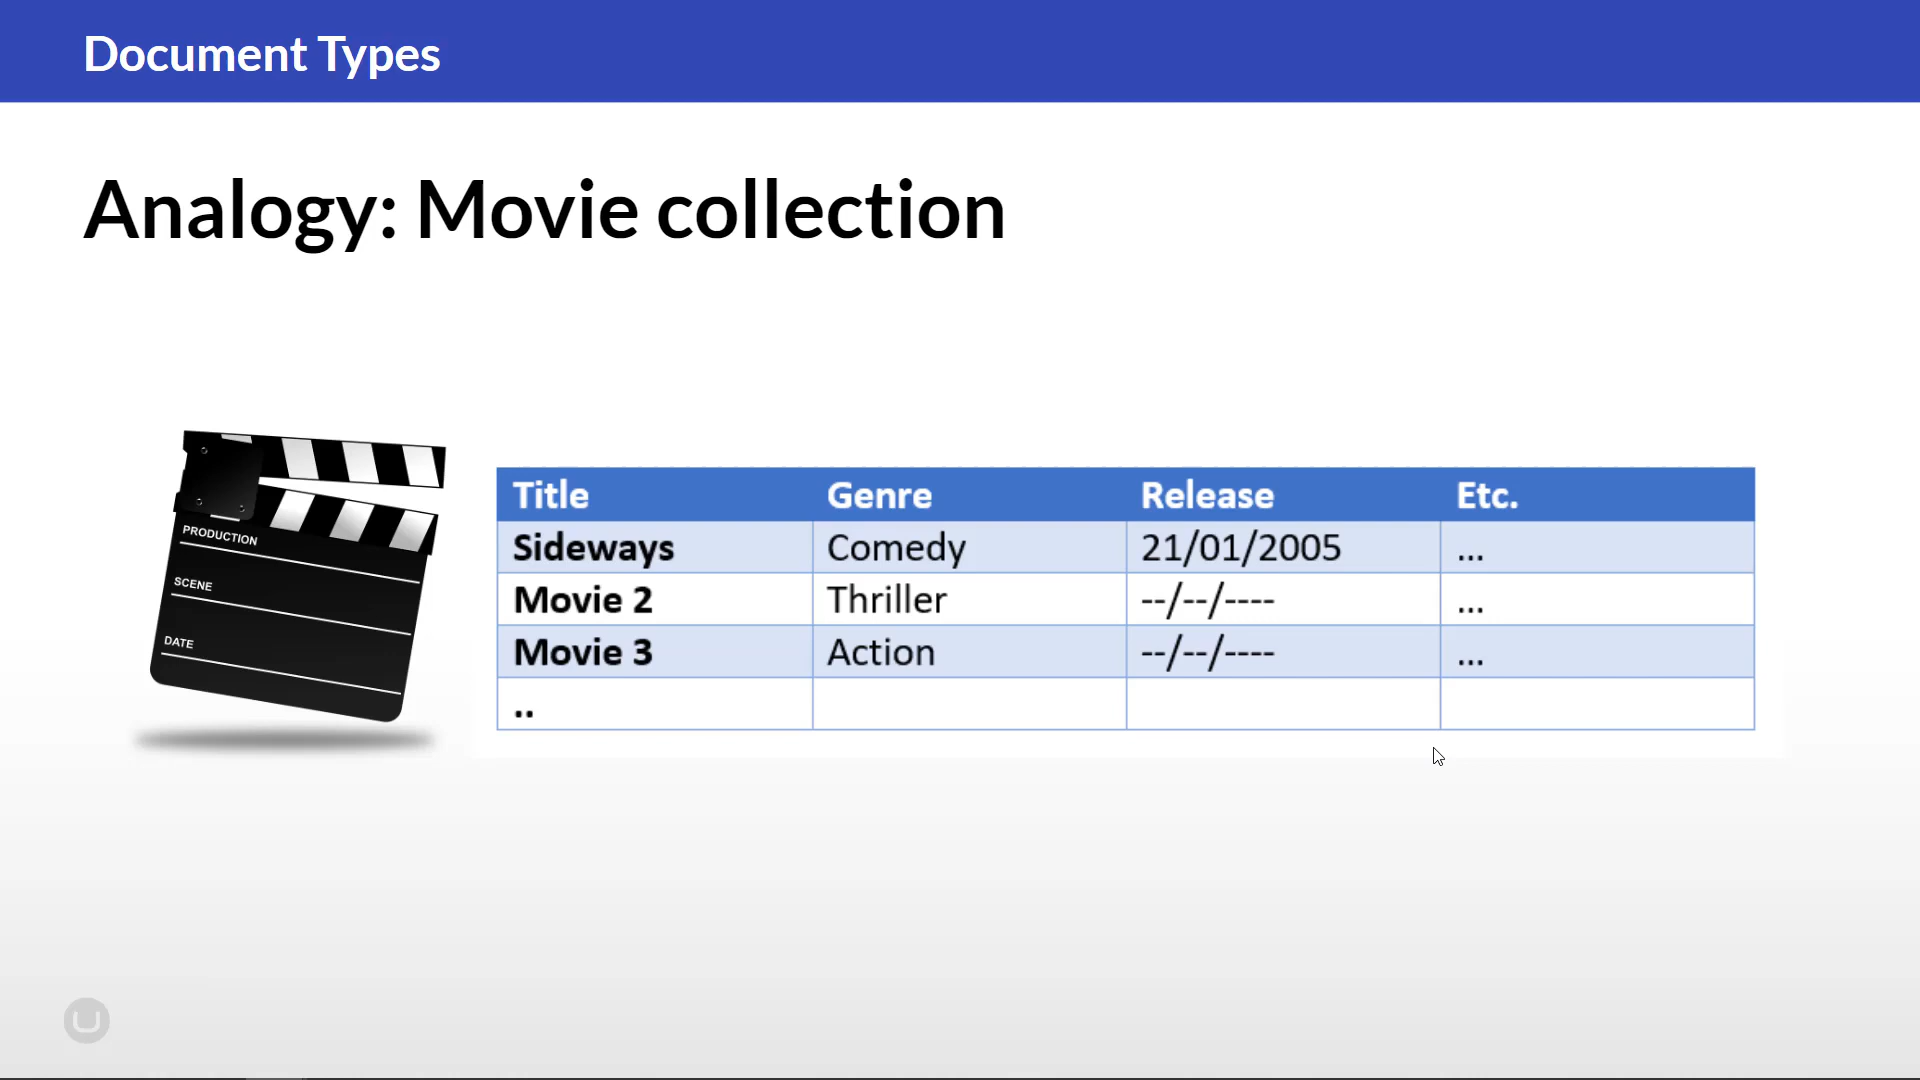 Document Types
Analogy: Movie collection
PRODUCTION
SCENE
DATE
Title Genre Release Etc.
Sideways Comedy 21/01/2005 ...
Movie 2 Thriller --/--/---- ...
Movie 3 Action --/--/---- ...
..